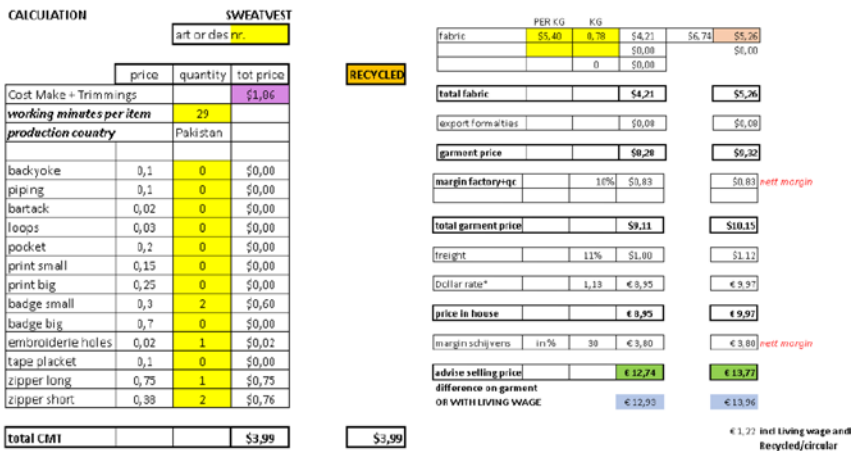 CALCULATION SWEATVEST
art or des nr.
price quantity tot price RECYCLED
Cost Make + Trimmings $1,86
working minutes per item 29
production country Pakistan
backyoke 0,1 0 $0,00
piping 0,1 0 $0,00
bartack 0,02 0 $0,00
loops 0,03 0 $0,00
pocket 0,2 0 $0,00
print small 0,15 0 $0,00
print big 0,25 0 $0,00
badge small 0,3 2 $0,60
badge big 0,7 0 $0,00
embroiderie holes 0,02 1 $0,02
tape placket 0,1 0 $0,00
zipper long 0,75 1 $0,75
zipper short 0,38 2 $0,76
total CMT $3,99 $3,99
PER KG KG
fabric $5,40 0,78 $4,21 $6,74 $5,26
$0,00 $0,00
0 $0,00
total fabric $4,21 $5,26
export formalties $0,08 $0,08
garment price $8,28 $9,32
margin factory+qc 10% $0,83 $0,83 nett margin
total garment price $9,11 $10,15
freight 11% $1,00 $1,12
Dollar rate* 1,13 € 8,95 € 9,97
price in house € 8,95 € 9,97
margin schijvens in % 30 € 3,80 € 3,80 nett margin
advise selling price € 12,74 € 13,77
difference on garment
OR WITH LIVING WAGE € 12,93 € 13,96
€ 1,22 incl Living wage and
Recycled/circular